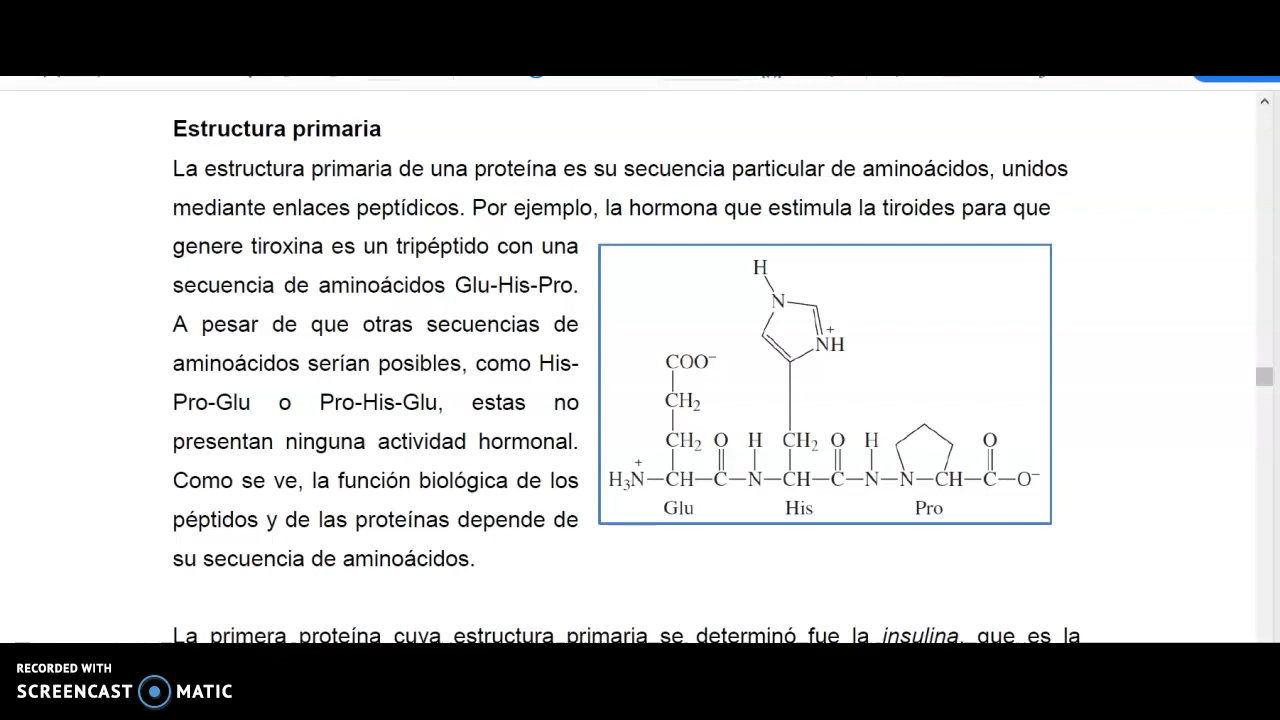 Estructura primaria
La estructura primaria de una proteína es su secuencia particular de aminoácidos, unidos
mediante enlaces peptídicos. Por ejemplo, la hormona que estimula la tiroides para que
genere tiroxina es un tripéptido con una
secuencia de aminoácidos Glu-His-Pro.
A pesar de que otras secuencias de
aminoácidos serían posibles, como His-
Pro-Glu o Pro-His-Glu, estas no
presentan ninguna actividad hormonal.
Como se ve, la función biológica de los
péptidos y de las proteínas depende de
su secuencia de aminoácidos.
H
N
+
NH
COO⁻
CH₂
CH₂ O H CH₂ O H O
+
H₃N—CH—C—N—CH—C—N—N—CH—C—O⁻
Glu His Pro
La primera proteína cuya estructura primaria se determinó fue la insulina, que es la
RECORDED WITH
SCREENCAST MATIC